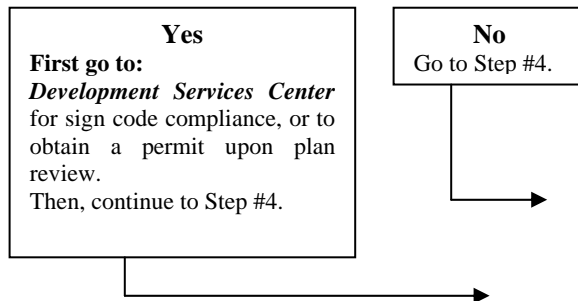 Yes
First go to:
Development Services Center
for sign code compliance, or to
obtain a permit upon plan
review.
Then, continue to Step #4.
No
Go to Step #4.